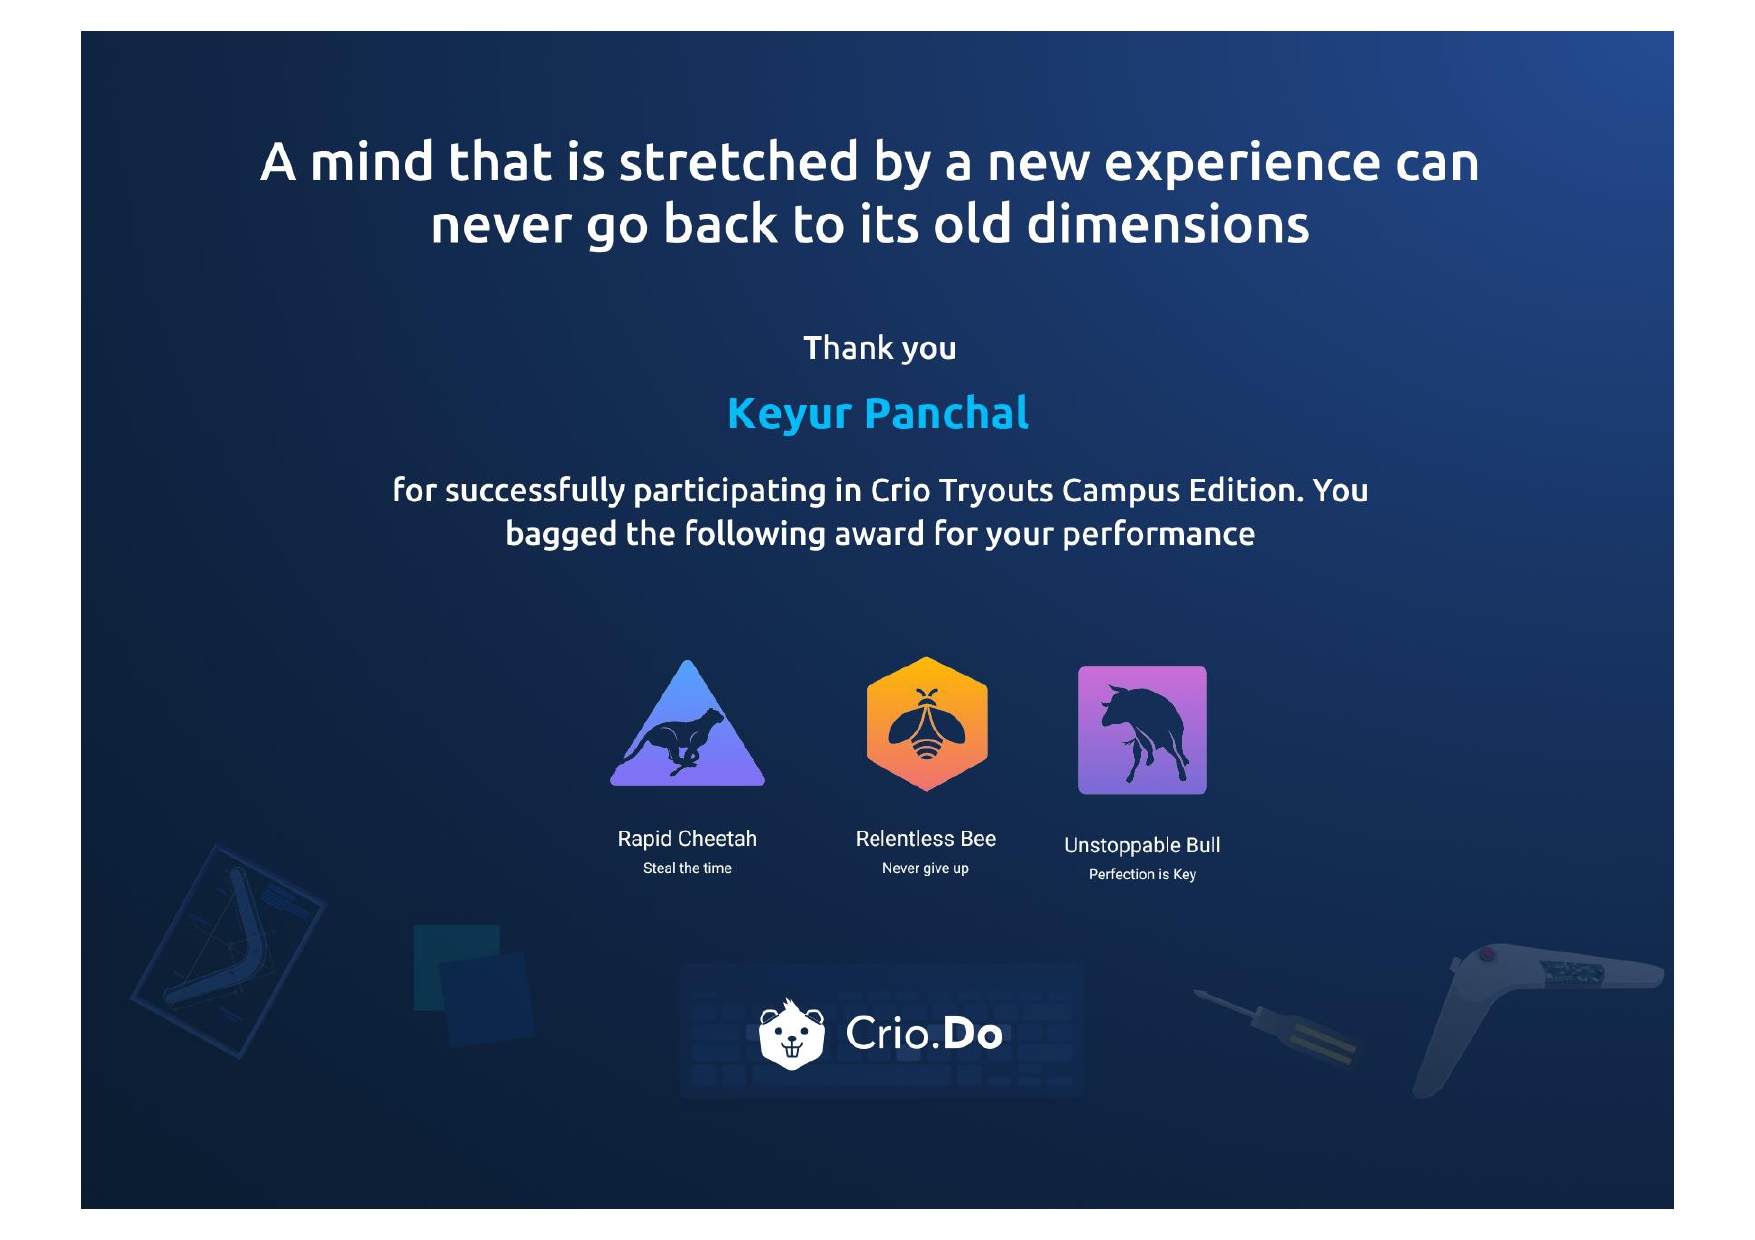 A mind that is stretched by a new experience can
never go back to its old dimensions
Thank you
Keyur Panchal
for successfully participating in Crio Tryouts Campus Edition. You
bagged the following award for your performance
Rapid Cheetah
Steal the time
Relentless Bee
Never give up
Unstoppable Bull
Perfection is Key
Crio.Do